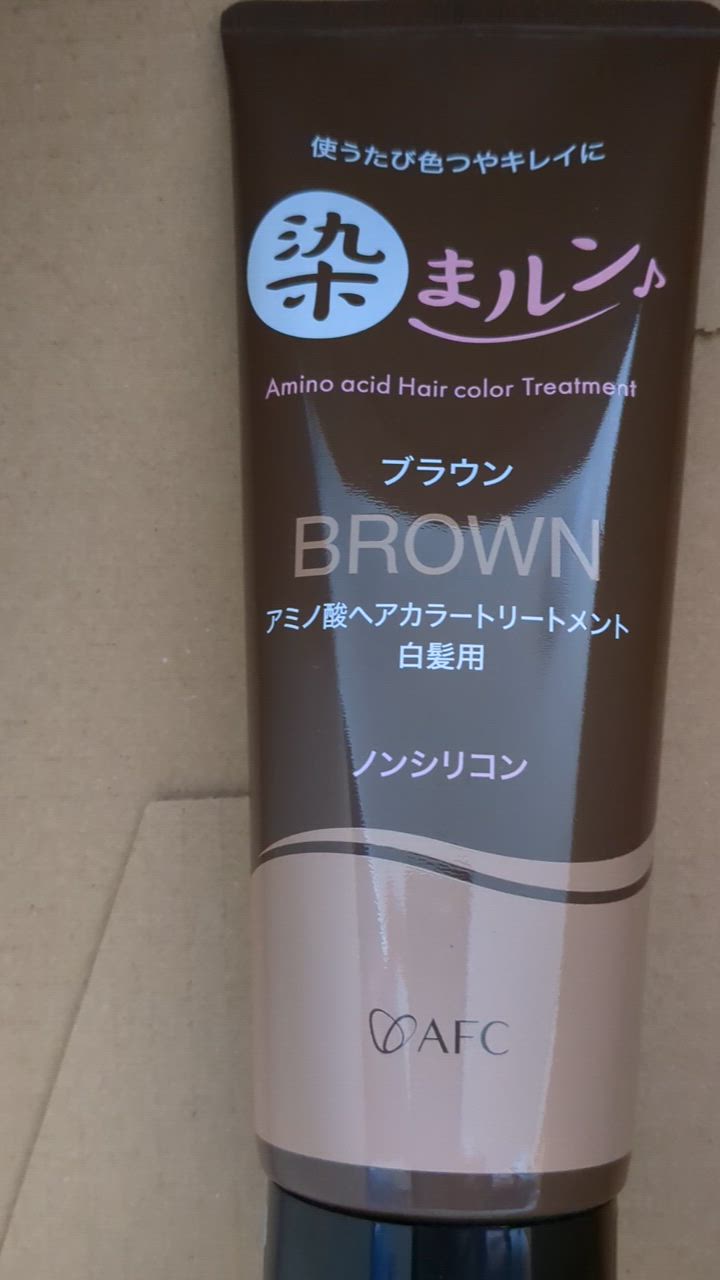 使うたび色つやキレイに
染まルン♪
Amino acid Hair color Treatment
ブラウン
BROWN
アミノ酸ヘアカラートリートメント
白髪用
ノンシリコン
AFC